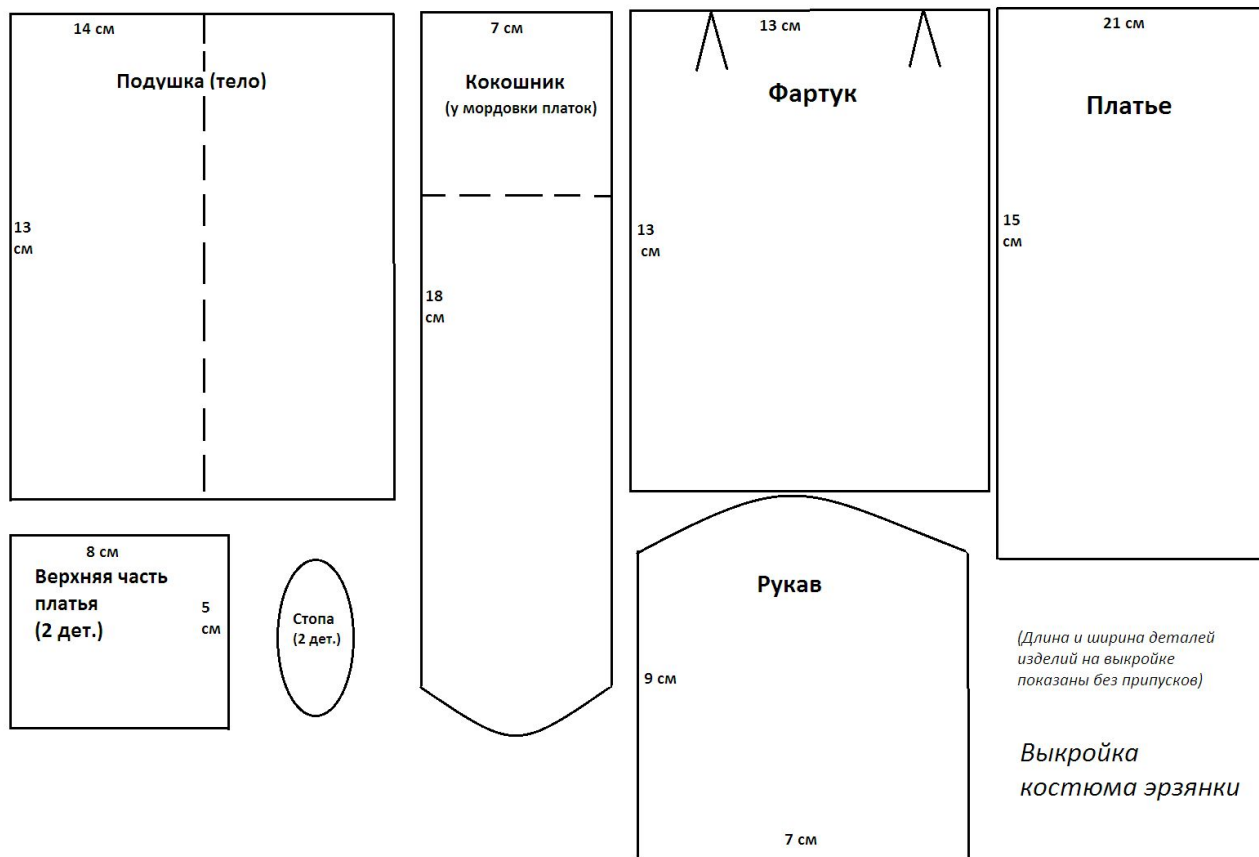 14 см
Подушка (тело)
13
см
7 см
Кокошник
(у мордовки платок)
18
см
13 см
Фартук
13
см
21 см
Платье
15
см
8 см
Верхняя часть
платья
(2 дет.)
5
см
Стопа
(2 дет.)
Рукав
9 см
7 см
(Длина и ширина деталей
изделий на выкройке
показаны без припусков)
Выкройка
костюма эрзянки